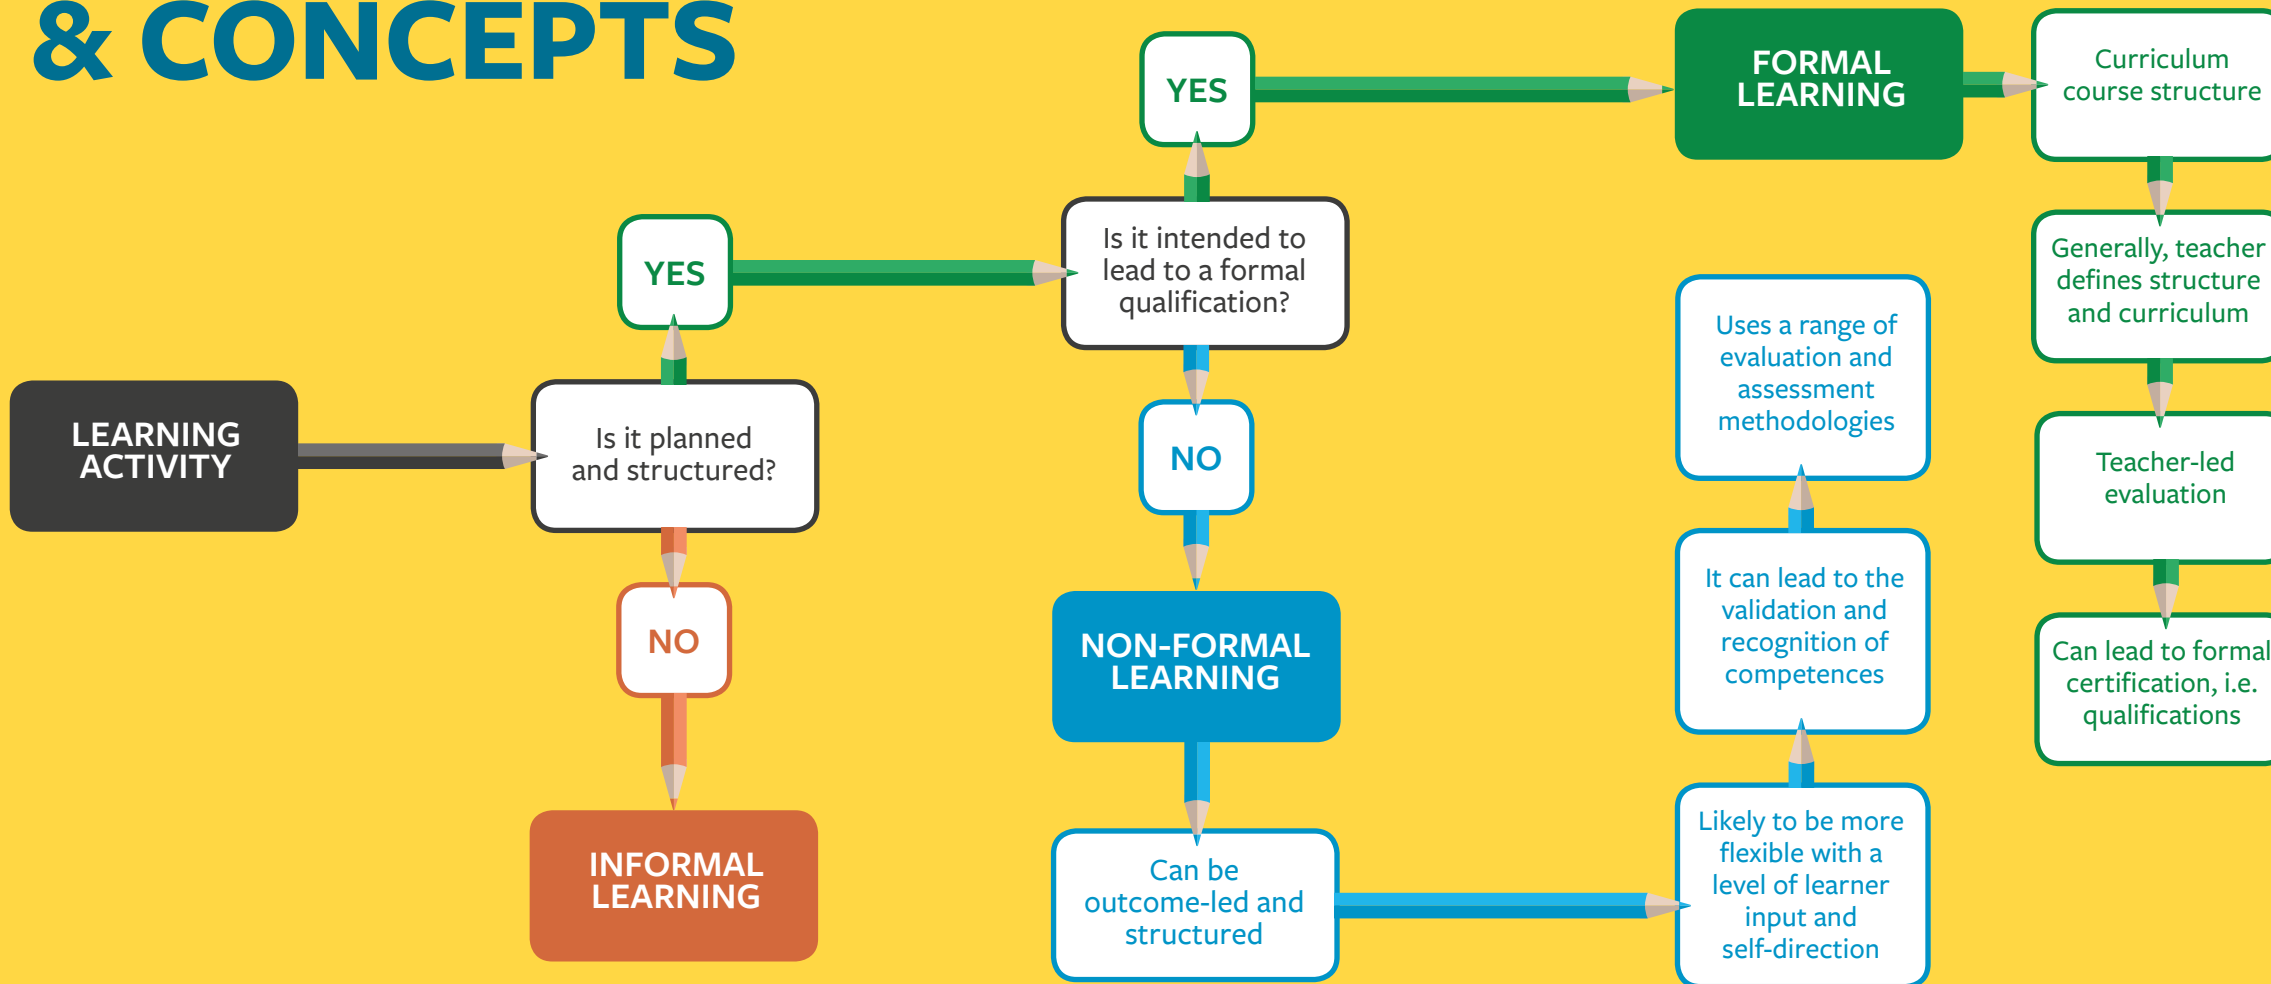 & CONCEPTS
LEARNING
ACTIVITY
Is it planned
and structured?
YES
NO
INFORMAL
LEARNING
Is it intended to
lead to a formal
qualification?
YES
NO
NON-FORMAL
LEARNING
Can be
outcome-led and
structured
Likely to be more
flexible with a
level of learner
input and
self-direction
It can lead to the
validation and
recognition of
competences
Uses a range of
evaluation and
assessment
methodologies
FORMAL
LEARNING
Curriculum
course structure
Generally, teacher
defines structure
and curriculum
Teacher-led
evaluation
Can lead to formal
certification, i.e.
qualifications